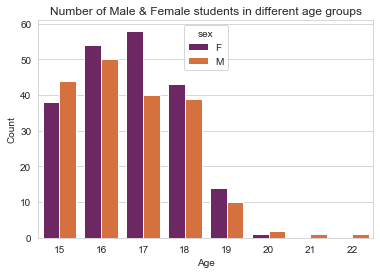 Number of Male & Female students in different age groups
sex
F
M
60
50
40
30
20
10
0
Count
15 16 17 18 19 20 21 22
Age